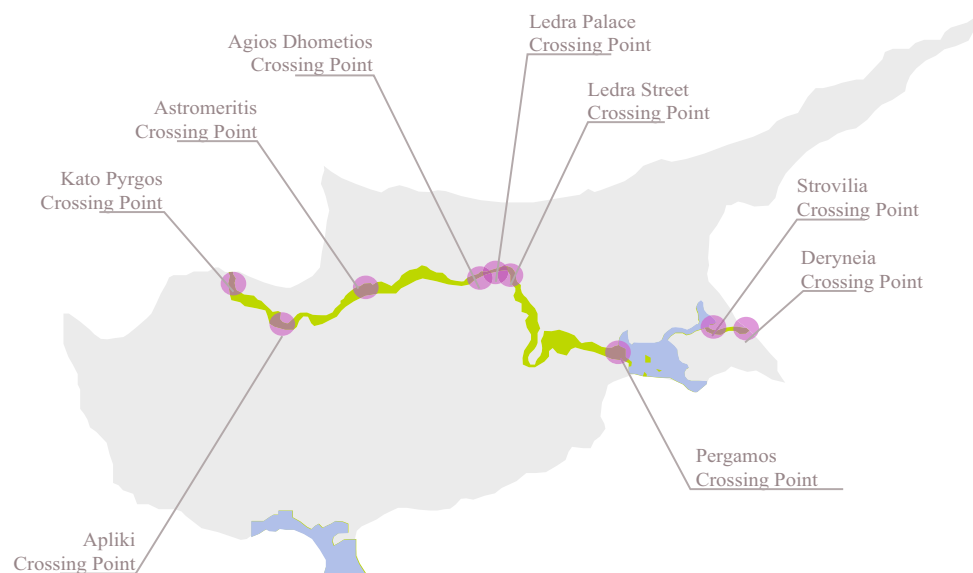 Ledra Palace
Crossing Point
Agios Dhometios
Crossing Point
Ledra Street
Crossing Point
Astromeritis
Crossing Point
Kato Pyrgos
Crossing Point
Strovilia
Crossing Point
Deryneia
Crossing Point
Pergamos
Crossing Point
Apliki
Crossing Point